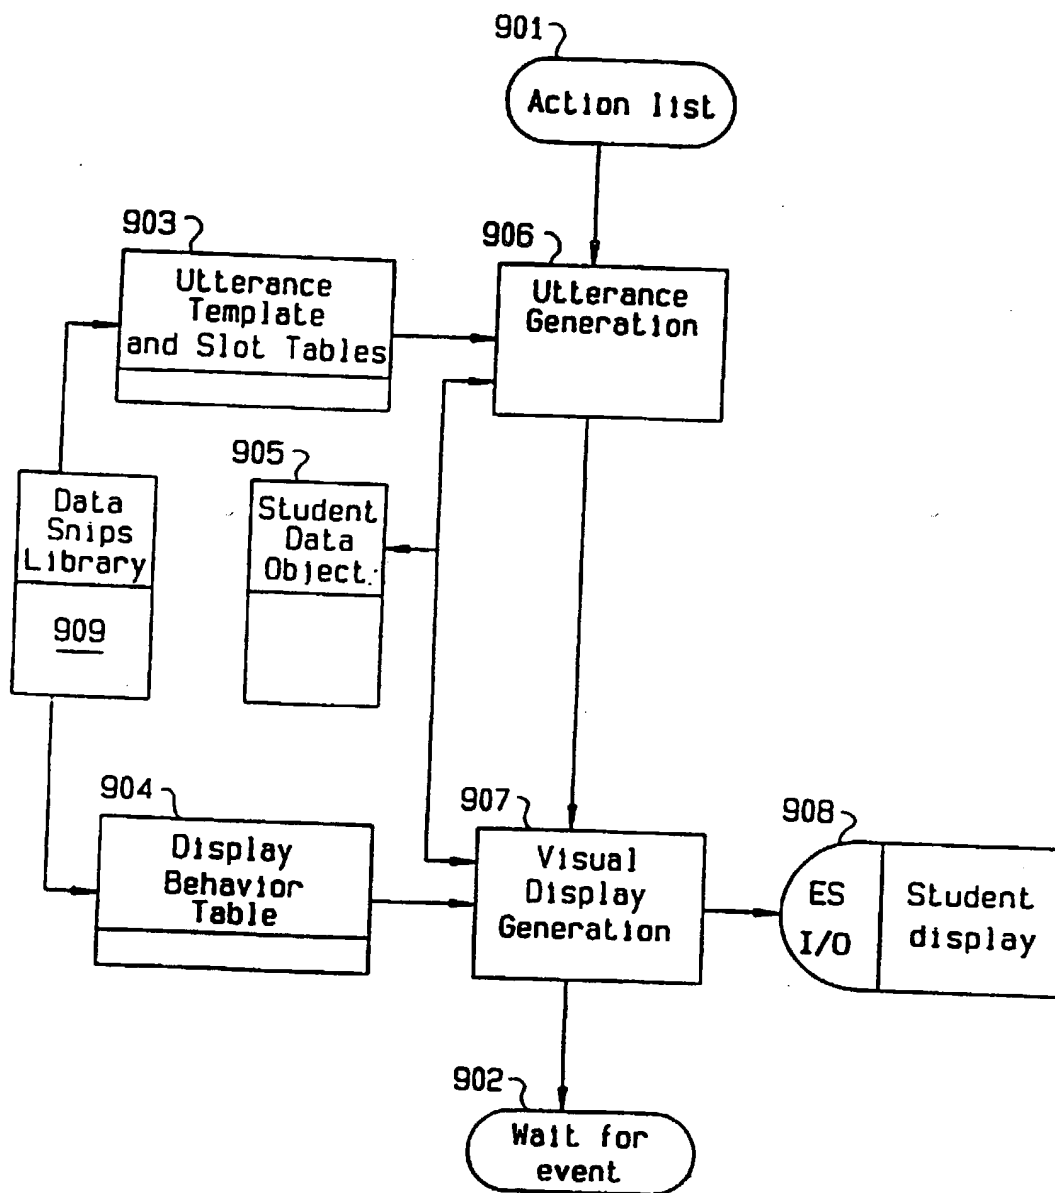 901
Action list
903
Utterance
Template
and Slot Tables
906
Utterance
Generation
905
Student
Data
Object
Data
Snips
Library
909
904
Display
Behavior
Table
907
Visual
Display
Generation
908
ES
I/O
Student
display
902
Wait for
event